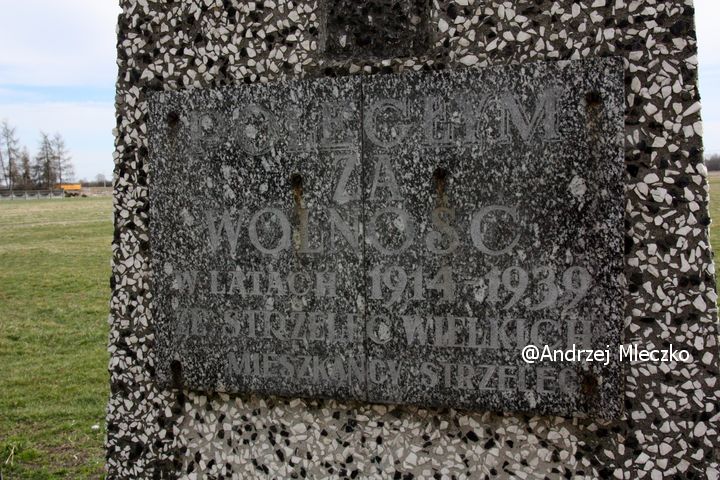 POLEGŁYM
ZA
WOLNOŚĆ
W LATACH 1914-1939
ZE STRZELEC WIELKICH
MIESZKAŃCY STRZELEC
@Andrzej Mleczko